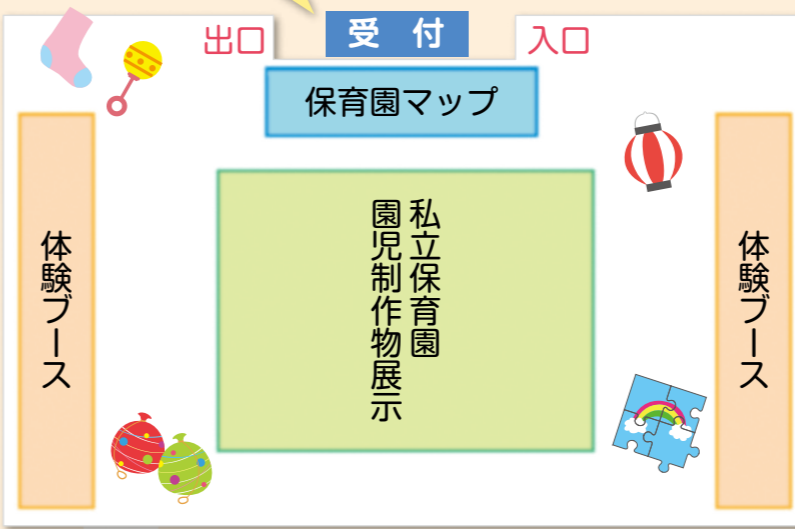 出口
受付
入口
保育園マップ
体験ブース
私立保育園
園児制作物展示
体験ブース